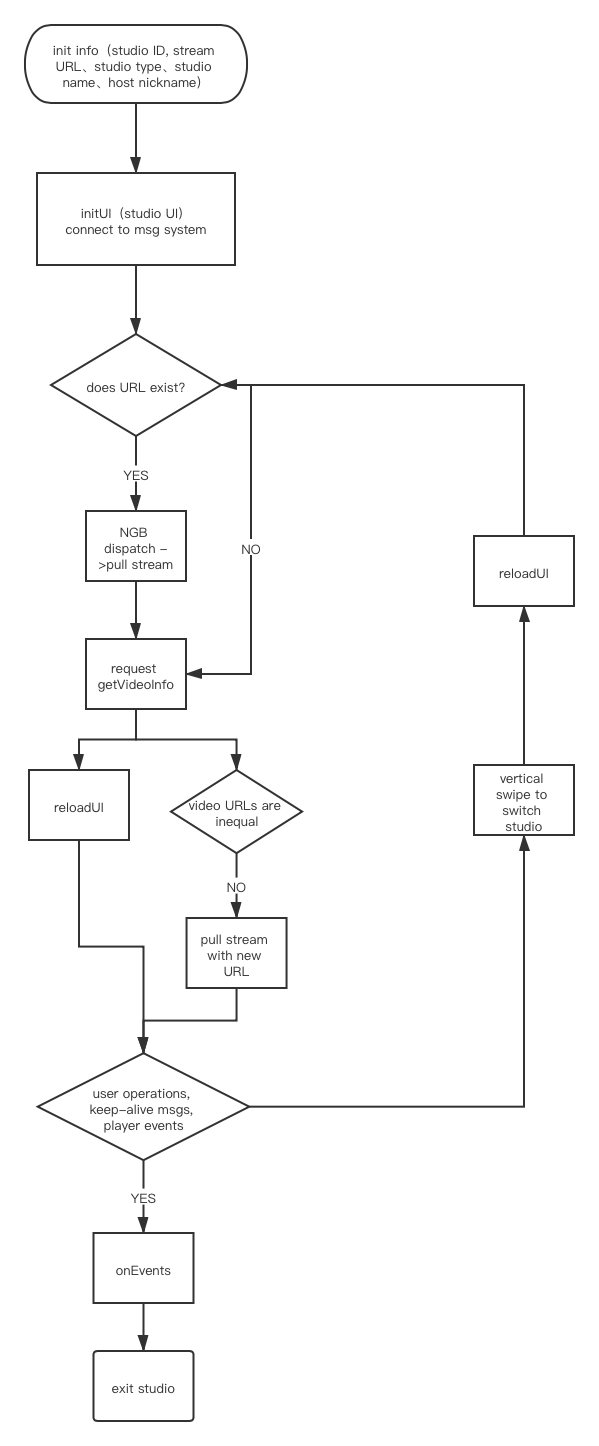 init info（studio ID, stream
URL、studio type、studio
name、host nickname）
initUI（studio UI）
connect to msg system
does URL exist?
YES
NGB
dispatch -
>pull stream
NO
reloadUI
request
getVideoInfo
reloadUI
video URLs are
inequal
vertical
swipe to
switch
studio
NO
pull stream
with new
URL
user operations,
keep-alive msgs,
player events
YES
onEvents
exit studio